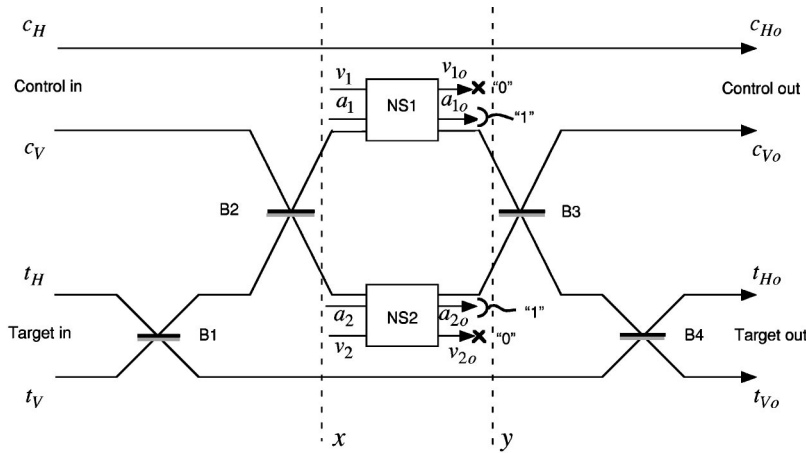 c_H c_Ho
Control in v_1 v_1o "0" Control out
a_1 NS1 a_1o "1"
c_V c_Vo
B2 B3
t_H t_Ho
a_2 NS2 a_2o "1"
Target in B1 v_2 v_2o "0" B4 Target out
t_V t_Vo
x y